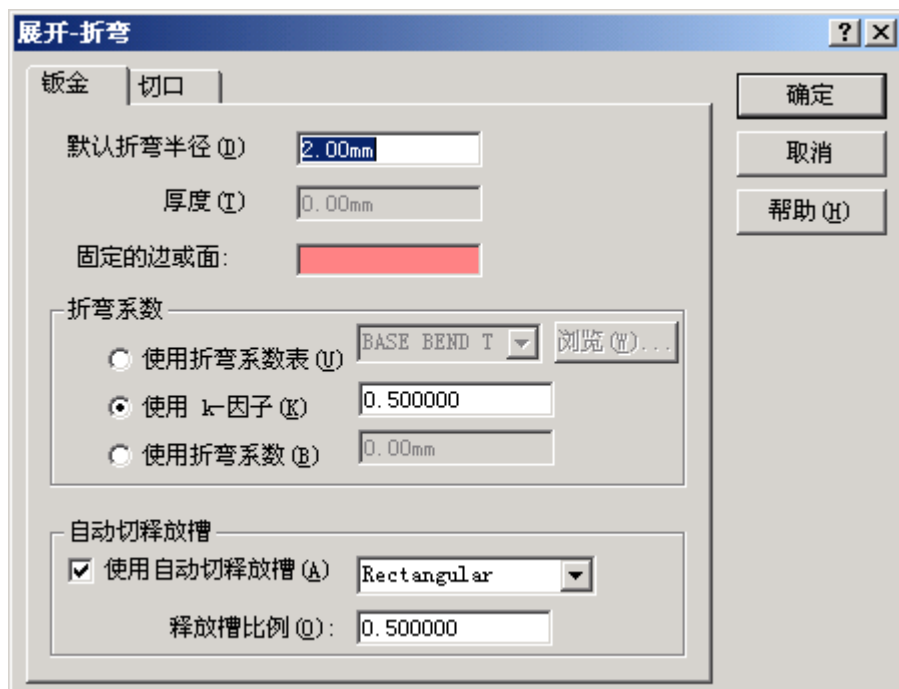 展开-折弯
钣金 切口
确定
默认折弯半径(D) 2.00mm
取消
厚度(T) 0.00mm
帮助(H)
固定的边或面:
折弯系数
使用折弯系数表(U) BASE BEND T 浏览(W)...
使用 k-因子(K) 0.500000
使用折弯系数(B) 0.00mm
自动切释放槽
使用自动切释放槽(A) Rectangular
释放槽比例(O): 0.500000